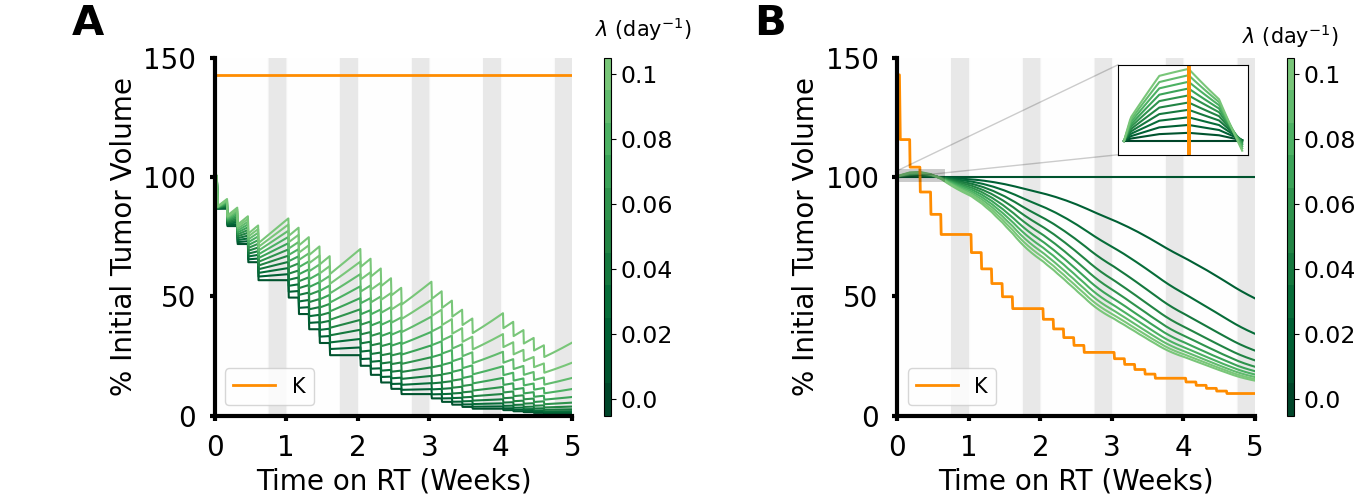 A
λ (day⁻¹)
150
100
50
0
% Initial Tumor Volume
K
0 1 2 3 4 5
Time on RT (Weeks)
0.1
0.08
0.06
0.04
0.02
0.0
B
λ (day⁻¹)
150
100
50
0
% Initial Tumor Volume
K
0 1 2 3 4 5
Time on RT (Weeks)
0.1
0.08
0.06
0.04
0.02
0.0